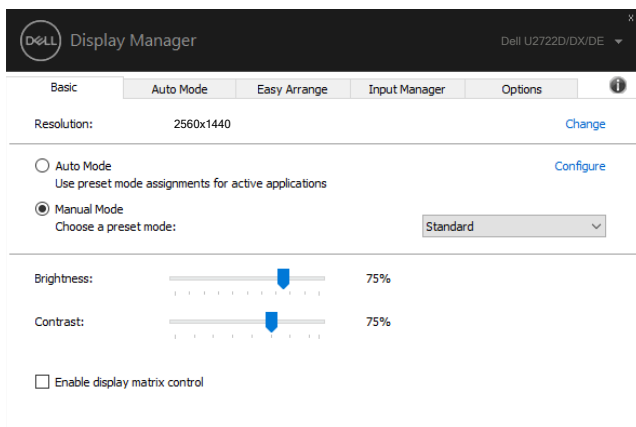 DELL Display Manager
Dell U2722D/DX/DE
Basic Auto Mode Easy Arrange Input Manager Options
Resolution: 2560x1440 Change
Auto Mode Configure
Use preset mode assignments for active applications
Manual Mode
Choose a preset mode: Standard
Brightness: 75%
Contrast: 75%
Enable display matrix control